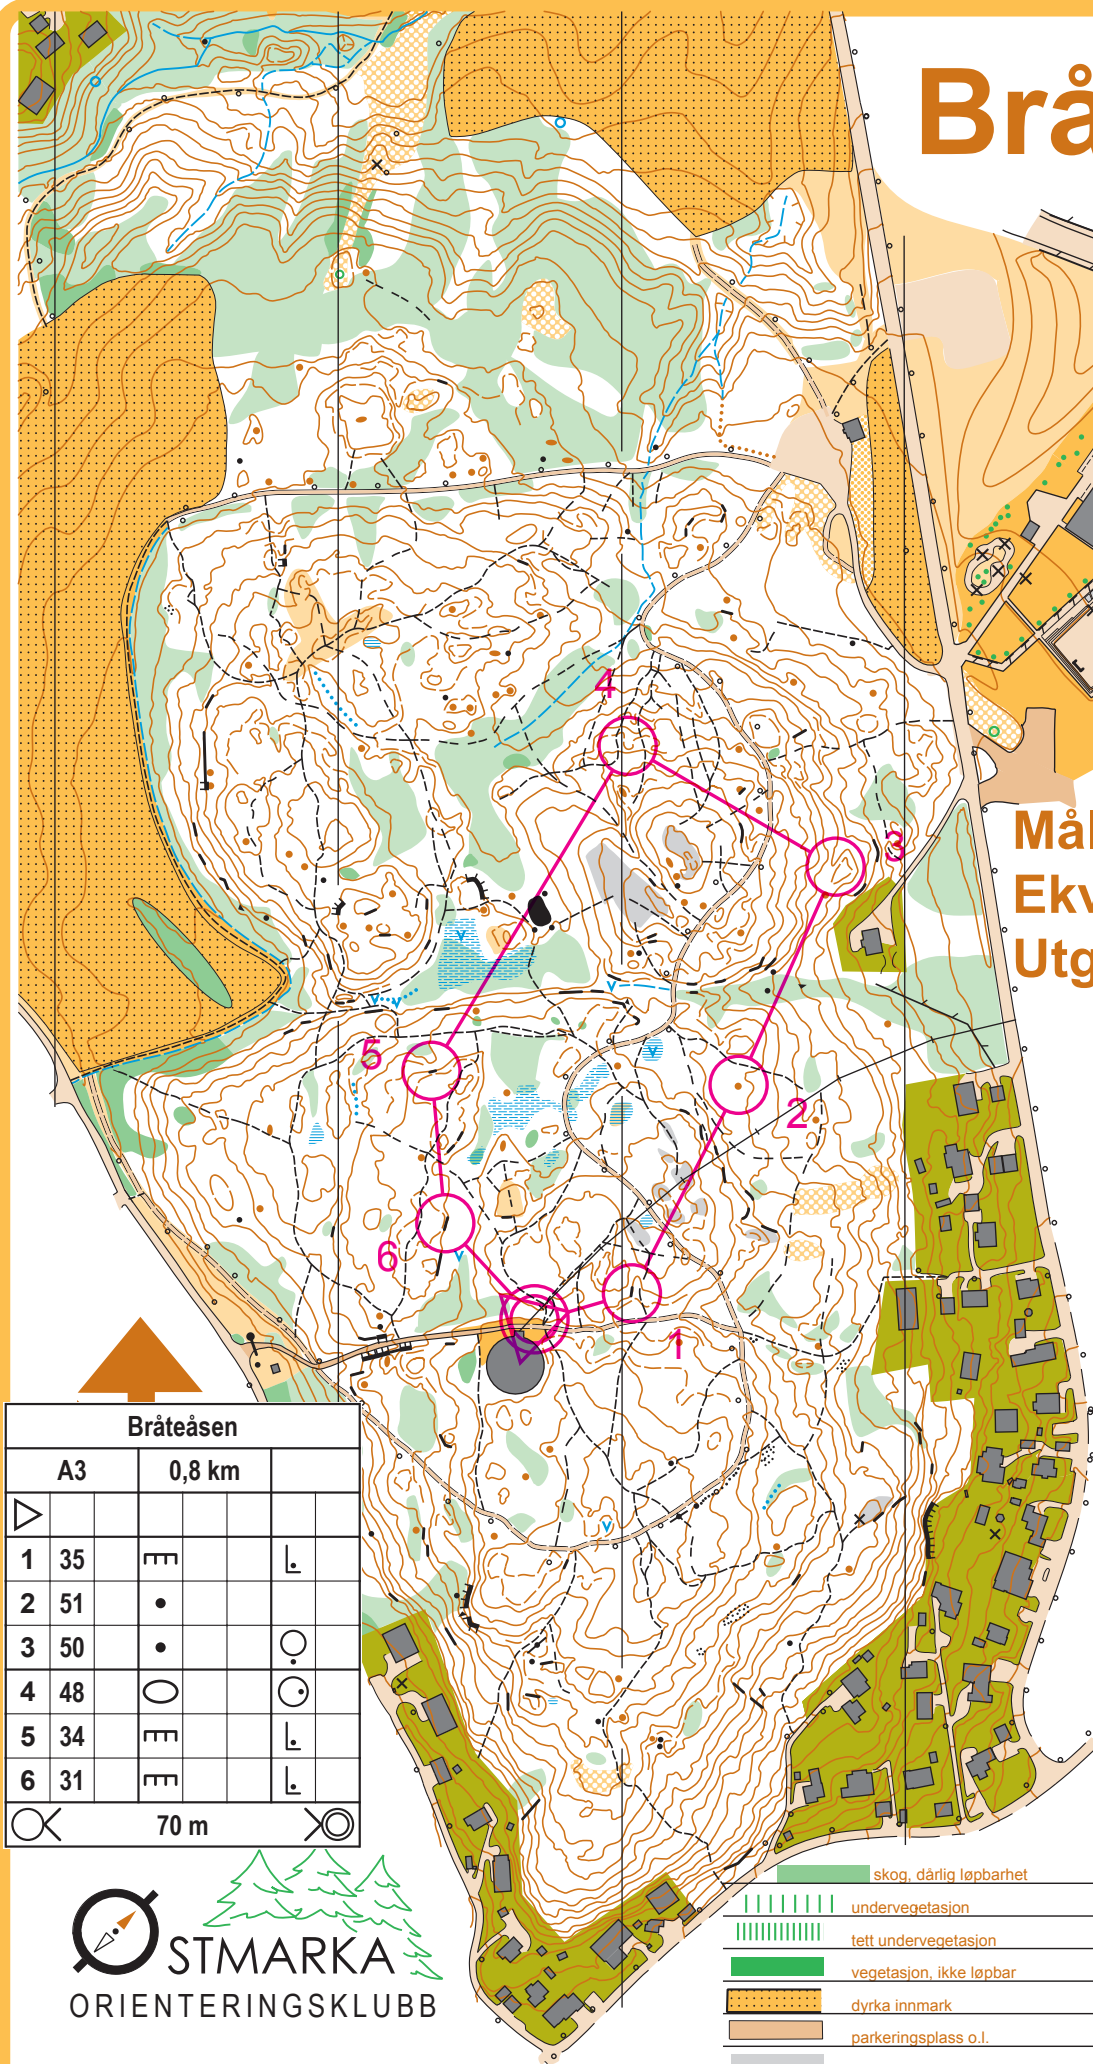 Brå
4
3
Mål
Ekv
Utg
5
2
6
1
Bråteåsen
A3 0,8 km
1 35
2 51
3 50
4 48
5 34
6 31
70 m
STMARKA
ORIENTERINGSKLUBB
skog, dårlig løpbarhet
undervegetasjon
tett undervegetasjon
vegetasjon, ikke løpbar
dyrka innmark
parkeringsplass o.l.